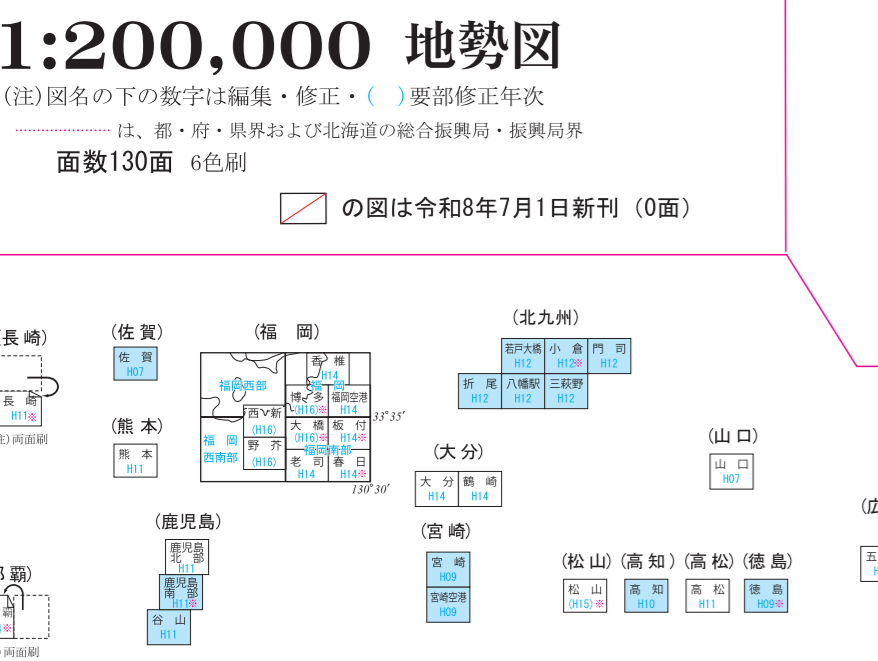 1:200,000 地勢図
(注)図名の下の数字は編集・修正・( )要部修正年次
は、都・府・県界および北海道の総合振興局・振興局界
面数130面 6色刷
の図は令和8年7月1日新刊（0面）
長 崎)
長 崎
H11※
注)両面刷
(佐 賀)
佐 賀
H07
(熊 本)
熊 本
H11
(福 岡)
福岡西部
香 椎
H14
福 岡
博 多
(H16)※
福岡空港
H14
西 新
(H16)
大 橋
(H16)※
板 付
H14※
福 岡
西南部
野 芥
(H16)
福岡南部
老 司
H14
春 日
H14※
33°35′
130°30′
(北九州)
若戸大橋
H12
小 倉
H12※
門 司
H12
折 尾
H12
八幡駅
H12
三萩野
H12
(大 分)
大 分
H14
鶴 崎
H14
(山 口)
山 口
H07
(鹿児島)
鹿児島
北 部
H11
鹿児島
南 部
H11※
谷 山
H11
(宮 崎)
宮 崎
H09
宮崎空港
H09
(松 山)
松 山
(H15)※
(高 知)
高 知
H10
(高 松)
高 松
H11
(徳 島)
徳 島
H09※
(広
五
H
覇)
覇
※
両面刷